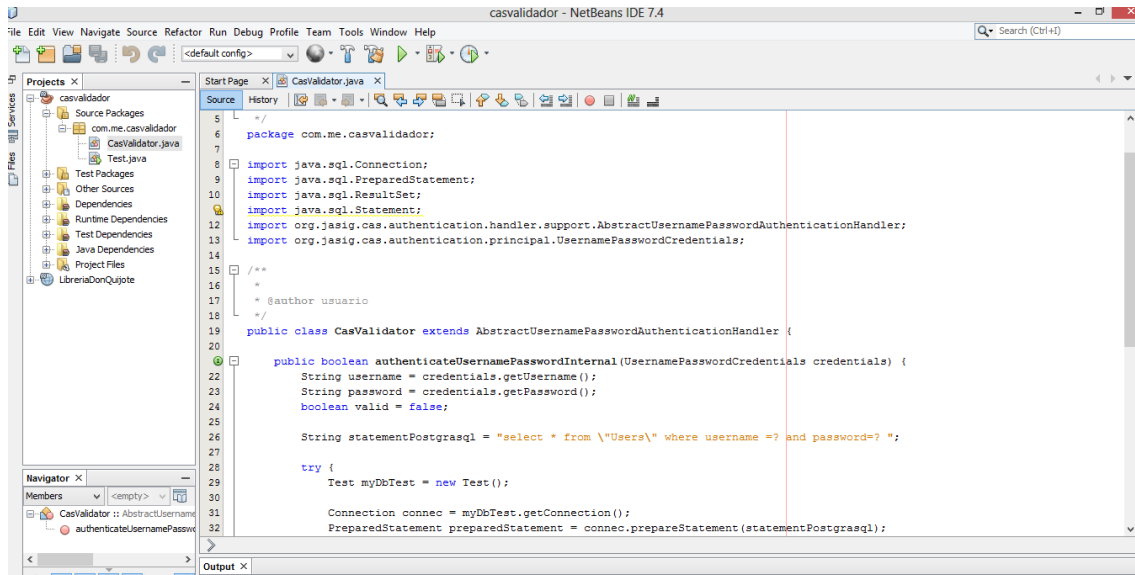 casvalidador - NetBeans IDE 7.4
File Edit View Navigate Source Refactor Run Debug Profile Team Tools Window Help
Search (Ctrl+I)
<default config>
Services
Files
Projects
casvalidador
Source Packages
com.me.casvalidador
CasValidator.java
Test.java
Test Packages
Other Sources
Dependencies
Runtime Dependencies
Test Dependencies
Java Dependencies
Project Files
LibreriaDonQuijote
Navigator
Members
<empty>
CasValidator :: AbstractUsername
authenticateUsernamePassw
Start Page
CasValidator.java
Source History
5 */
6 package com.me.casvalidador;
7
8 import java.sql.Connection;
9 import java.sql.PreparedStatement;
10 import java.sql.ResultSet;
import java.sql.Statement;
12 import org.jasig.cas.authentication.handler.support.AbstractUsernamePasswordAuthenticationHandler;
13 import org.jasig.cas.authentication.principal.UsernamePasswordCredentials;
14
15 /**
16 *
17 * @author usuario
18 */
19 public class CasValidator extends AbstractUsernamePasswordAuthenticationHandler {
20
public boolean authenticateUsernamePasswordInternal(UsernamePasswordCredentials credentials) {
22 String username = credentials.getUsername();
23 String password = credentials.getPassword();
24 boolean valid = false;
25
26 String statementPostgrasql = "select * from \"Users\" where username =? and password=? ";
27
28 try {
29 Test myDbTest = new Test();
30
31 Connection connec = myDbTest.getConnection();
32 PreparedStatement preparedStatement = connec.prepareStatement(statementPostgrasql);
Output